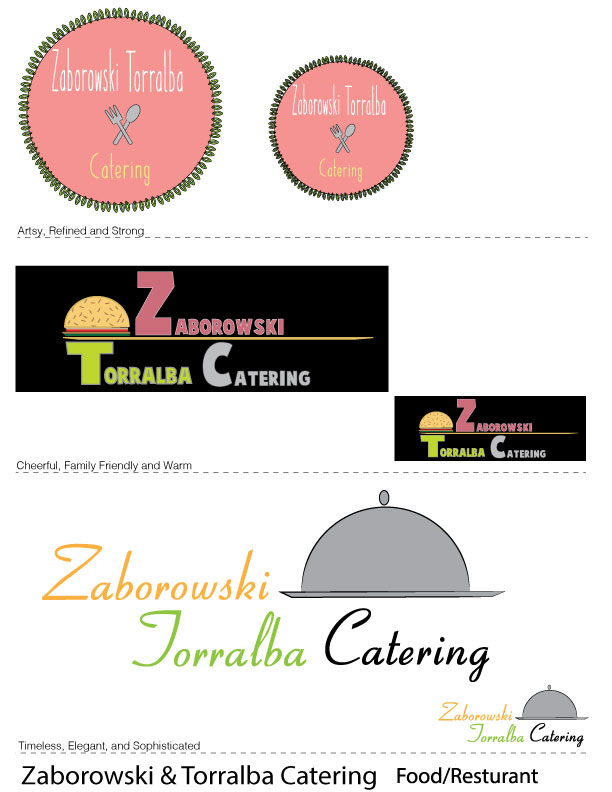 Zaborowski Torralba
Catering
Zaborowski Torralba
Catering
Artsy, Refined and Strong
ZABOROWSKI
TORRALBA CATERING
ZABOROWSKI
TORRALBA CATERING
Cheerful, Family Friendly and Warm
Zaborowski
Torralba Catering
Zaborowski
Torralba Catering
Timeless, Elegant, and Sophisticated
Zaborowski & Torralba Catering Food/Resturant